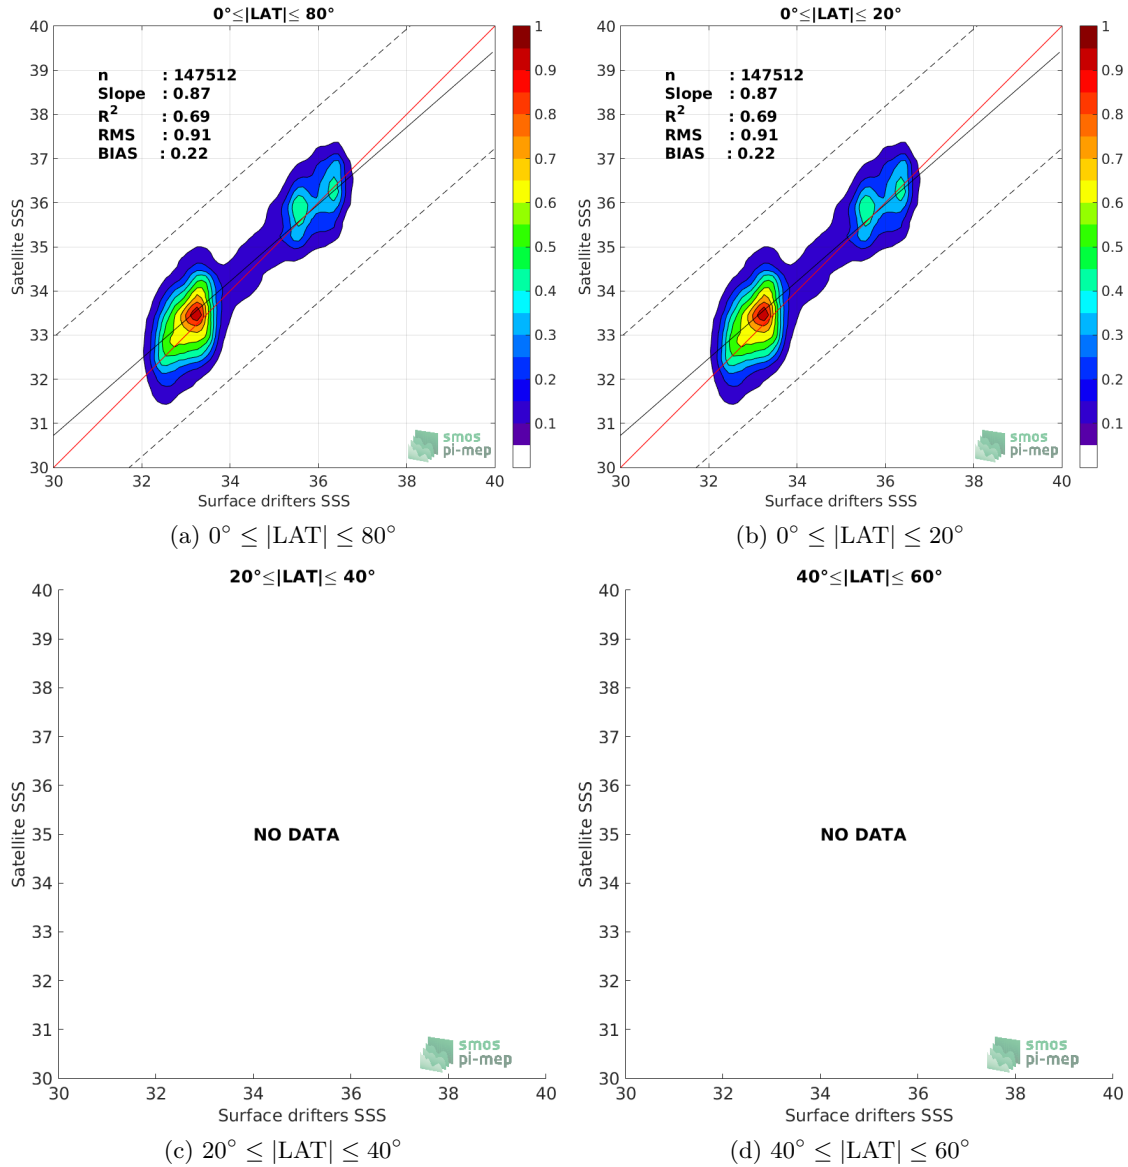 0°≤|LAT|≤ 80°
40
39
38
37
36
35
34
33
32
31
30
Satellite SSS
n : 147512
Slope : 0.87
R² : 0.69
RMS : 0.91
BIAS : 0.22
smos
pi-mep
30 32 34 36 38 40
Surface drifters SSS
1
0.9
0.8
0.7
0.6
0.5
0.4
0.3
0.2
0.1
(a) 0° ≤ |LAT| ≤ 80°
0°≤|LAT|≤ 20°
40
39
38
37
36
35
34
33
32
31
30
Satellite SSS
n : 147512
Slope : 0.87
R² : 0.69
RMS : 0.91
BIAS : 0.22
smos
pi-mep
30 32 34 36 38 40
Surface drifters SSS
1
0.9
0.8
0.7
0.6
0.5
0.4
0.3
0.2
0.1
(b) 0° ≤ |LAT| ≤ 20°
20°≤|LAT|≤ 40°
40
39
38
37
36
35
34
33
32
31
30
Satellite SSS
NO DATA
smos
pi-mep
30 32 34 36 38 40
Surface drifters SSS
(c) 20° ≤ |LAT| ≤ 40°
40°≤|LAT|≤ 60°
40
39
38
37
36
35
34
33
32
31
30
Satellite SSS
NO DATA
smos
pi-mep
30 32 34 36 38 40
Surface drifters SSS
(d) 40° ≤ |LAT| ≤ 60°